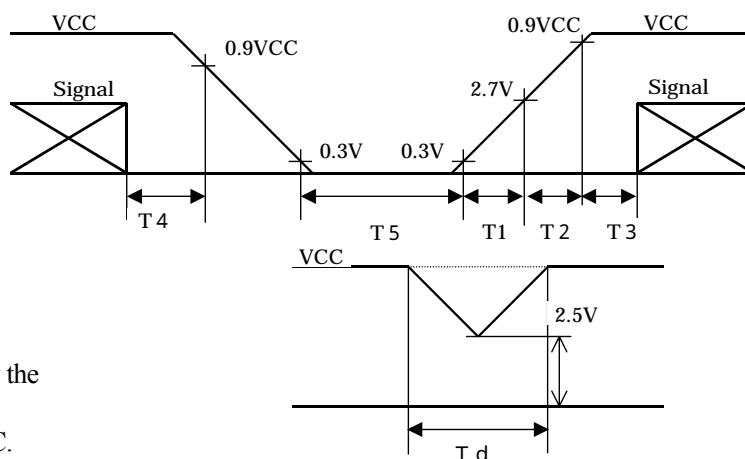 VCC
VCC
0.9VCC
0.9VCC
Signal
2.7V
Signal
0.3V
0.3V
T4
T5
T1
T2
T3
VCC
2.5V
the
C.
Td